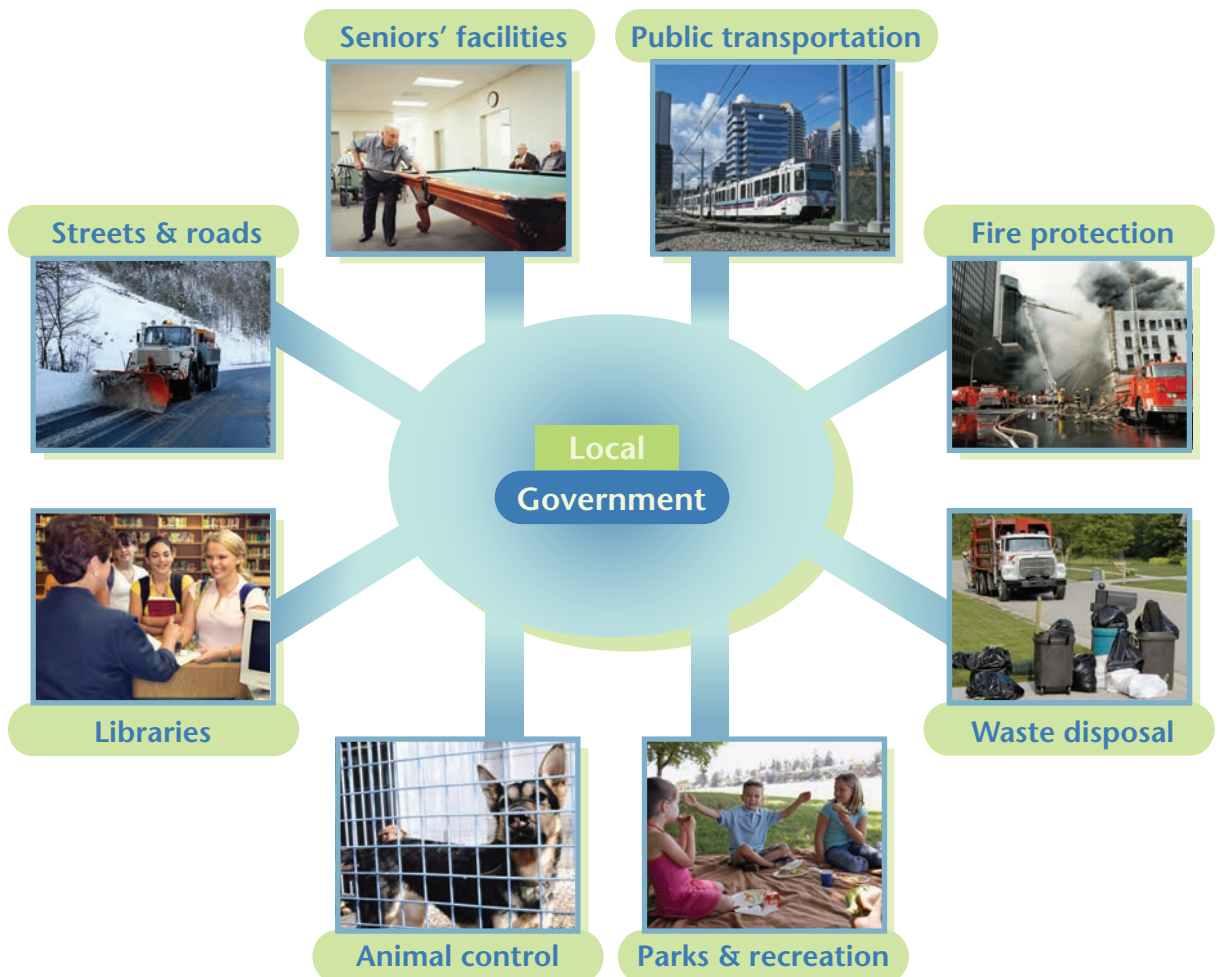 Seniors’ facilities
Public transportation
Streets & roads
Fire protection
Local
Government
Libraries
Waste disposal
Animal control
Parks & recreation